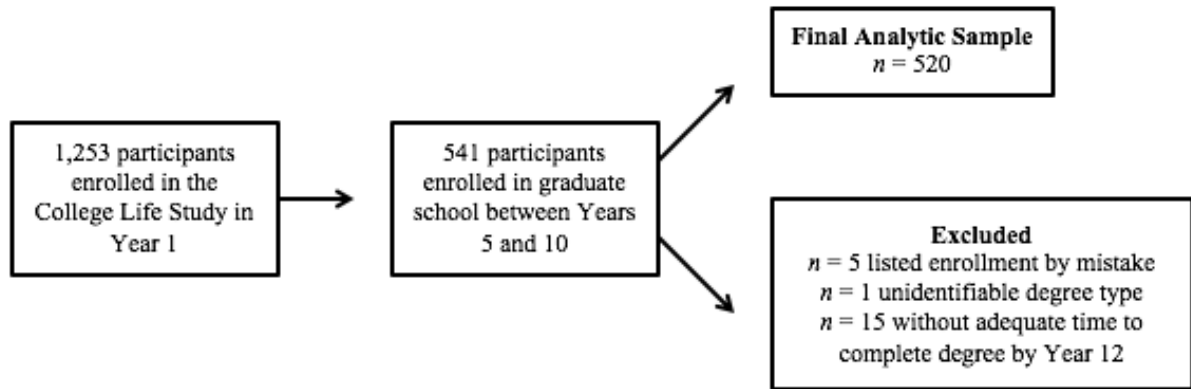 1,253 participants
enrolled in the
College Life Study in
Year 1
541 participants
enrolled in graduate
school between Years
5 and 10
Final Analytic Sample
n = 520
Excluded
n = 5 listed enrollment by mistake
n = 1 unidentifiable degree type
n = 15 without adequate time to
complete degree by Year 12